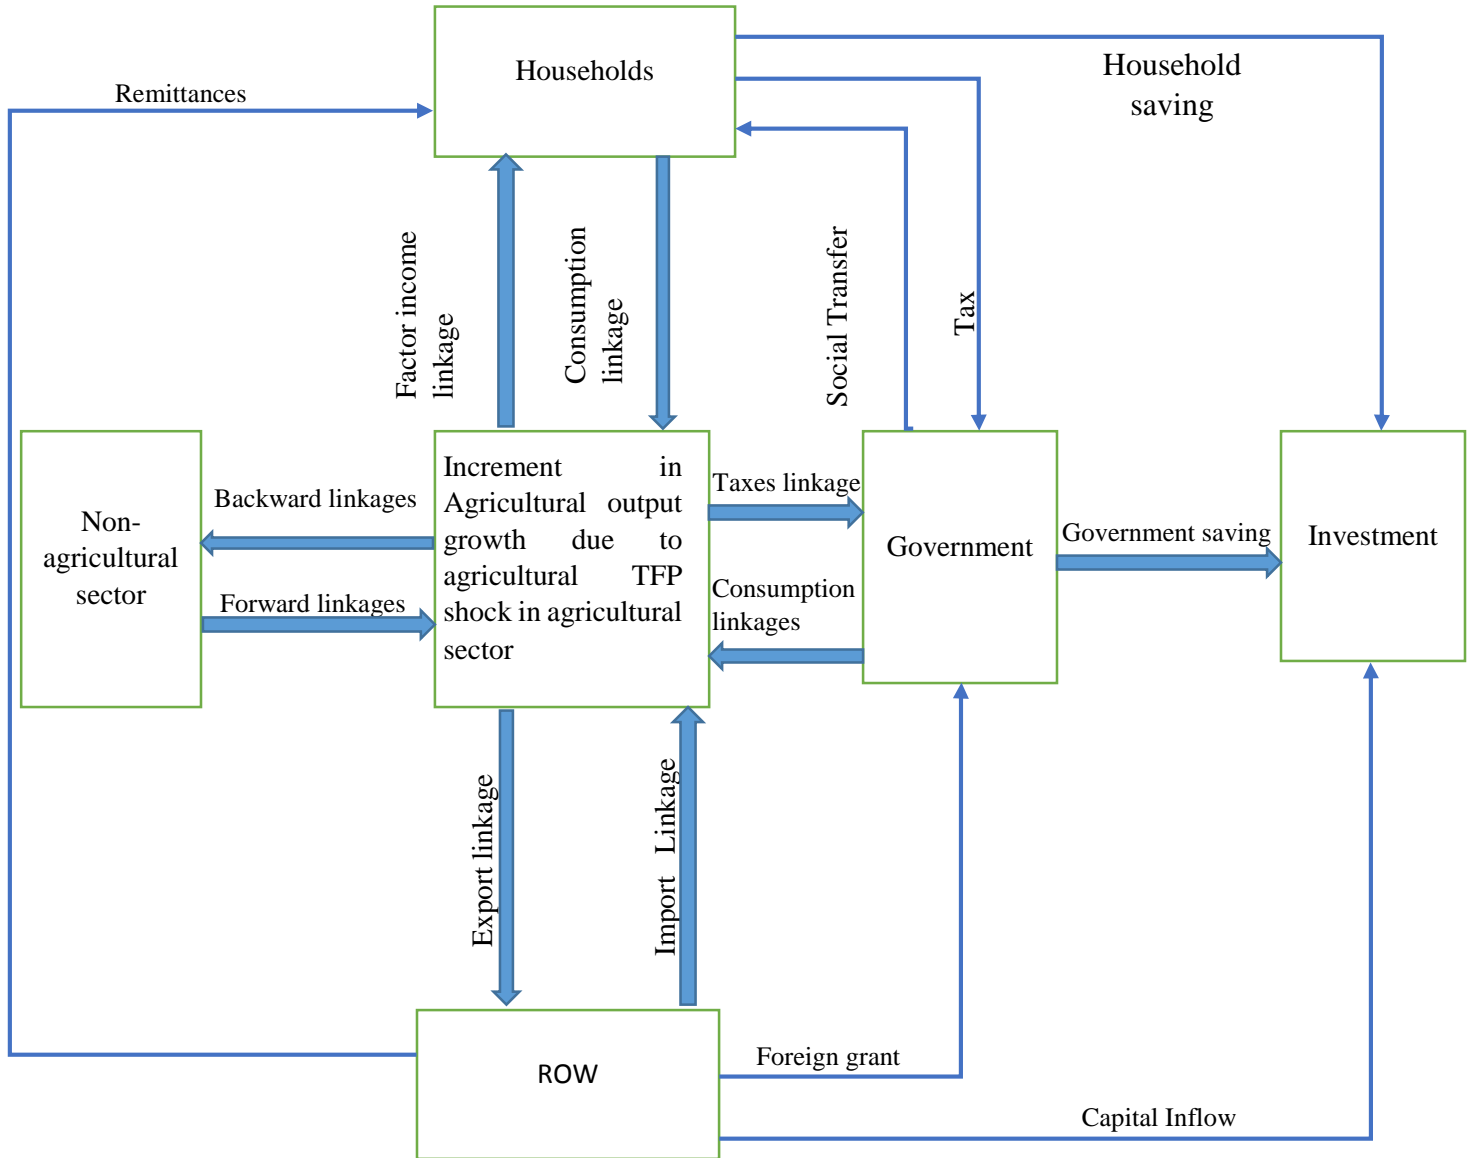 Households
Household
saving
Remittances
Factor income
linkage
Consumption
linkage
Social Transfer
Tax
Non-
agricultural
sector
Backward linkages
Forward linkages
Increment in
Agricultural output
growth due to
agricultural TFP
shock in agricultural
sector
Taxes linkage
Consumption
linkages
Government
Government saving
Investment
Export linkage
Import Linkage
ROW
Foreign grant
Capital Inflow